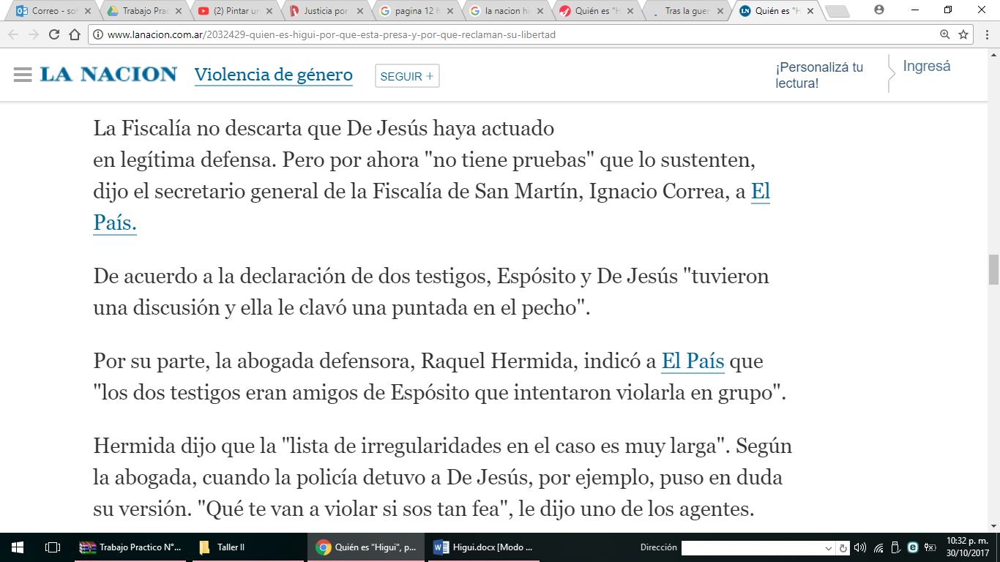 Correo - sof
Trabajo Prac
(2) Pintar un
Justicia por
pagina 12 h
la nacion hi
Quién es "H
Tras la guer
Quién es "H
www.lanacion.com.ar/2032429-quien-es-higui-por-que-esta-presa-y-por-que-reclaman-su-libertad
LA NACION
Violencia de género
SEGUIR +
¡Personalizá tu
lectura!
Ingresá
La Fiscalía no descarta que De Jesús haya actuado
en legítima defensa. Pero por ahora "no tiene pruebas" que lo sustenten,
dijo el secretario general de la Fiscalía de San Martín, Ignacio Correa, a El
País.
De acuerdo a la declaración de dos testigos, Espósito y De Jesús "tuvieron
una discusión y ella le clavó una puntada en el pecho".
Por su parte, la abogada defensora, Raquel Hermida, indicó a El País que
"los dos testigos eran amigos de Espósito que intentaron violarla en grupo".
Hermida dijo que la "lista de irregularidades en el caso es muy larga". Según
la abogada, cuando la policía detuvo a De Jesús, por ejemplo, puso en duda
su versión. "Qué te van a violar si sos tan fea", le dijo uno de los agentes.
Trabajo Practico N°...
Taller II
Quién es "Higui", p...
Higui.docx [Modo ...
Dirección
10:32 p. m.
30/10/2017